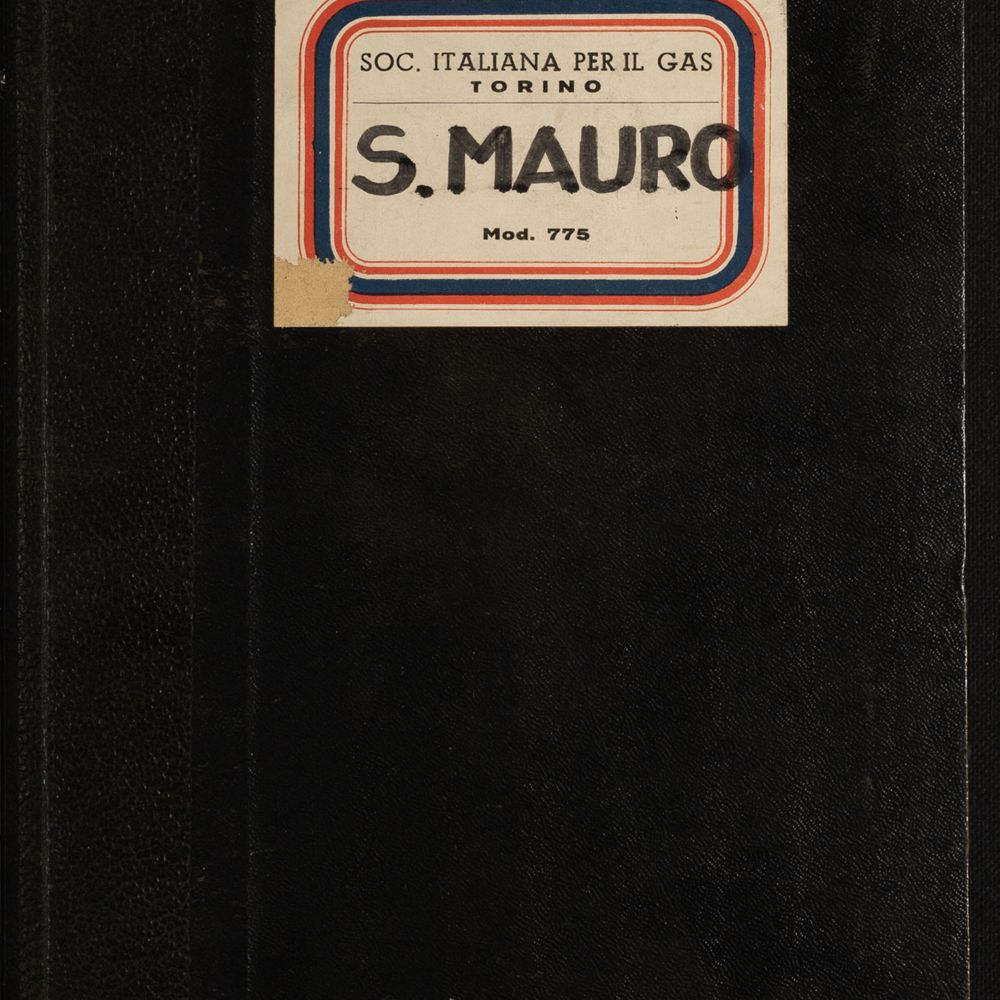 SOC. ITALIANA PER IL GAS
TORINO
S. MAURO
Mod. 775